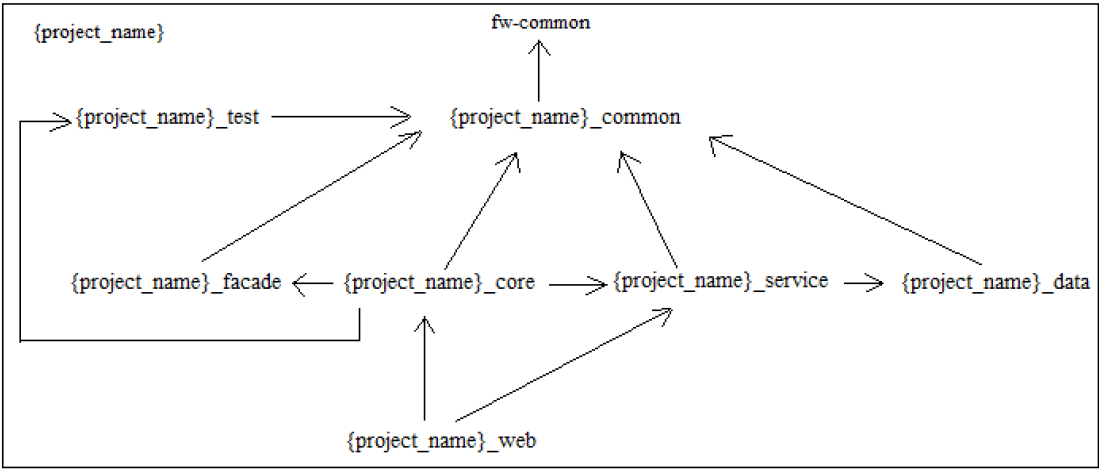 fw-common
{project_name}
{project_name}_test
{project_name}_common
{project_name}_facade
{project_name}_core
{project_name}_service
{project_name}_data
{project_name}_web